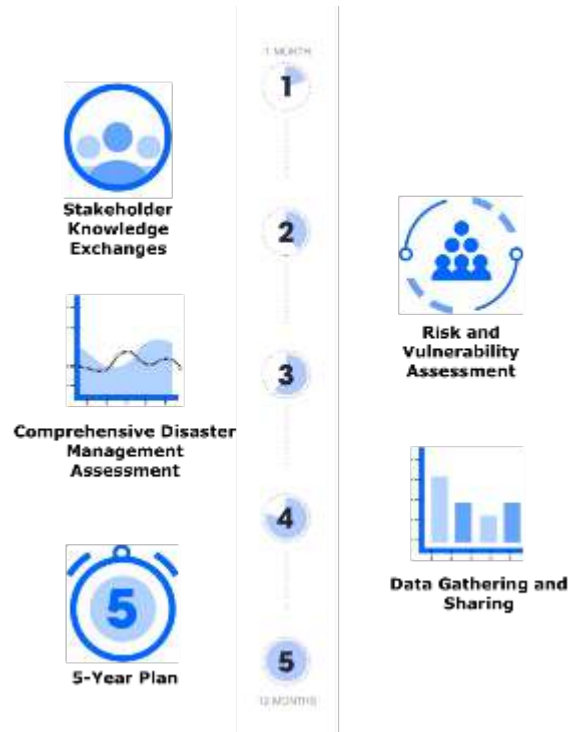 1 MONTH
1
Stakeholder
Knowledge
Exchanges
2
Risk and
Vulnerability
Assessment
3
Comprehensive Disaster
Management
Assessment
4
Data Gathering and
Sharing
5
5-Year Plan
5
12 MONTHS